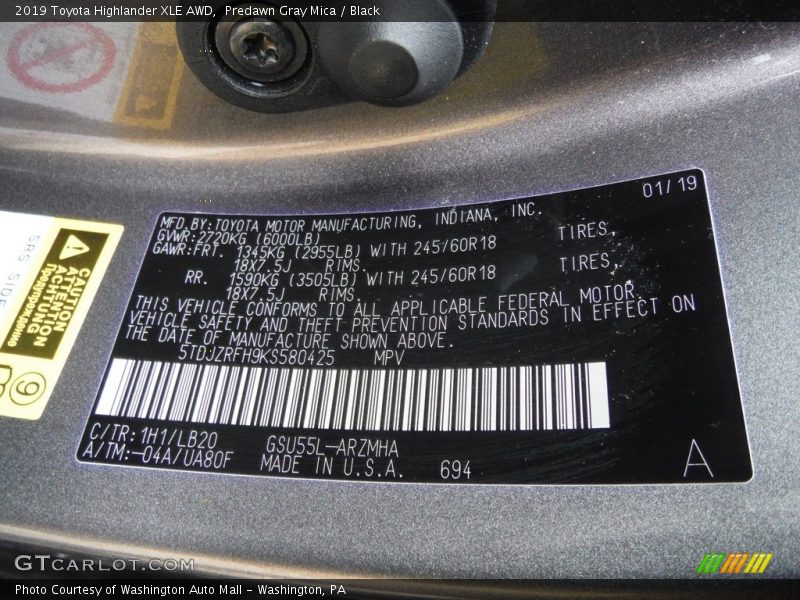 2019 Toyota Highlander XLE AWD,  Predawn Gray Mica / Black
01/19
MFD.BY:TOYOTA MOTOR MANUFACTURING, INDIANA, INC.
GVWR:2720KG (6000LB)
GAWR:FRT. 1345KG (2955LB) WITH 245/60R18 TIRES,
18X7.5J RIMS.
RR. 1590KG (3505LB) WITH 245/60R18 TIRES,
18X7.5J RIMS.
THIS VEHICLE CONFORMS TO ALL APPLICABLE FEDERAL MOTOR
VEHICLE SAFETY AND THEFT PREVENTION STANDARDS IN EFFECT ON
THE DATE OF MANUFACTURE SHOWN ABOVE.
5TDJZRFH9KS580425 MPV
C/TR:1H1/LB20 GSU55L-ARZMHA
A/TM:-04A/UA80F MADE IN U.S.A. 694
A
SRS SIDE
CAUTION
ACHTUNG
9
GTCARLOT.COM
Photo Courtesy of Washington Auto Mall - Washington, PA